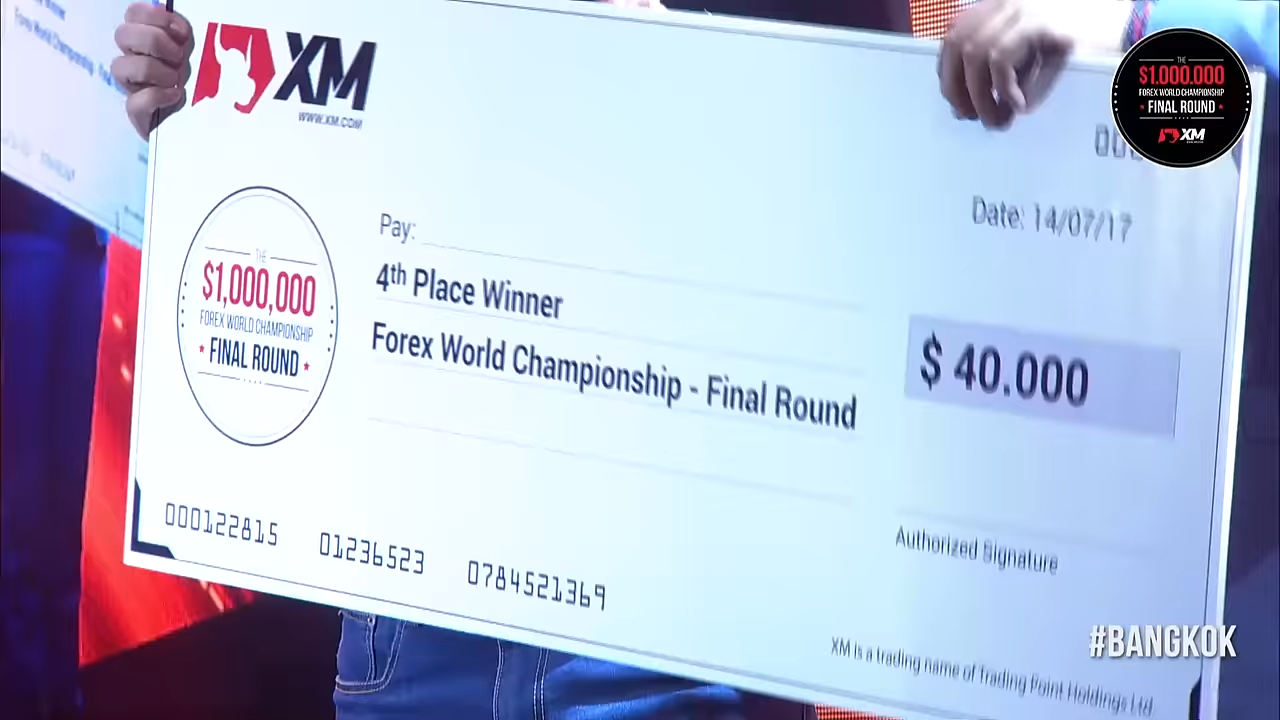 XM
WWW.XM.COM
THE
$1.000.000
FOREX WORLD CHAMPIONSHIP
FINAL ROUND
XM
Date: 14/07/17
Pay:
4th Place Winner
Forex World Championship - Final Round
$ 40.000
THE
$1,000,000
FOREX WORLD CHAMPIONSHIP
FINAL ROUND
000122815 01236523 0784521369
Authorized Signature
#BANGKOK
XM is a trading name of Trading Point Holdings Ltd